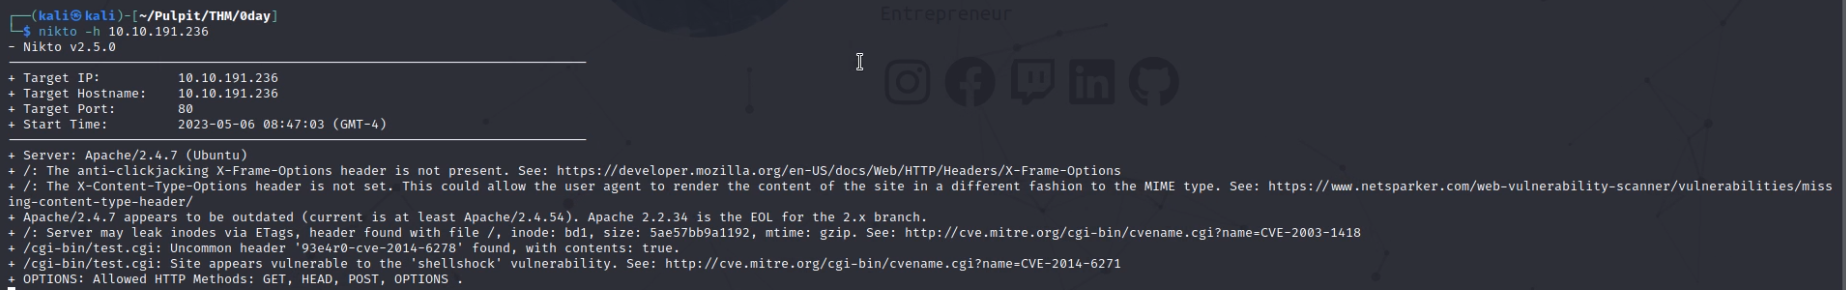 ┌──(kali㉿kali)-[~/Pulpit/THM/0day]
└─$ nikto -h 10.10.191.236
- Nikto v2.5.0
+ Target IP: 10.10.191.236
+ Target Hostname: 10.10.191.236
+ Target Port: 80
+ Start Time: 2023-05-06 08:47:03 (GMT-4)
+ Server: Apache/2.4.7 (Ubuntu)
+ /: The anti-clickjacking X-Frame-Options header is not present. See: https://developer.mozilla.org/en-US/docs/Web/HTTP/Headers/X-Frame-Options
+ /: The X-Content-Type-Options header is not set. This could allow the user agent to render the content of the site in a different fashion to the MIME type. See: https://www.netsparker.com/web-vulnerability-scanner/vulnerabilities/miss
ing-content-type-header/
+ Apache/2.4.7 appears to be outdated (current is at least Apache/2.4.54). Apache 2.2.34 is the EOL for the 2.x branch.
+ /: Server may leak inodes via ETags, header found with file /, inode: bd1, size: 5ae57bb9a1192, mtime: gzip. See: http://cve.mitre.org/cgi-bin/cvename.cgi?name=CVE-2003-1418
+ /cgi-bin/test.cgi: Uncommon header '93e4r0-cve-2014-6278' found, with contents: true.
+ /cgi-bin/test.cgi: Site appears vulnerable to the 'shellshock' vulnerability. See: http://cve.mitre.org/cgi-bin/cvename.cgi?name=CVE-2014-6271
+ OPTIONS: Allowed HTTP Methods: GET, HEAD, POST, OPTIONS .
Entrepreneur